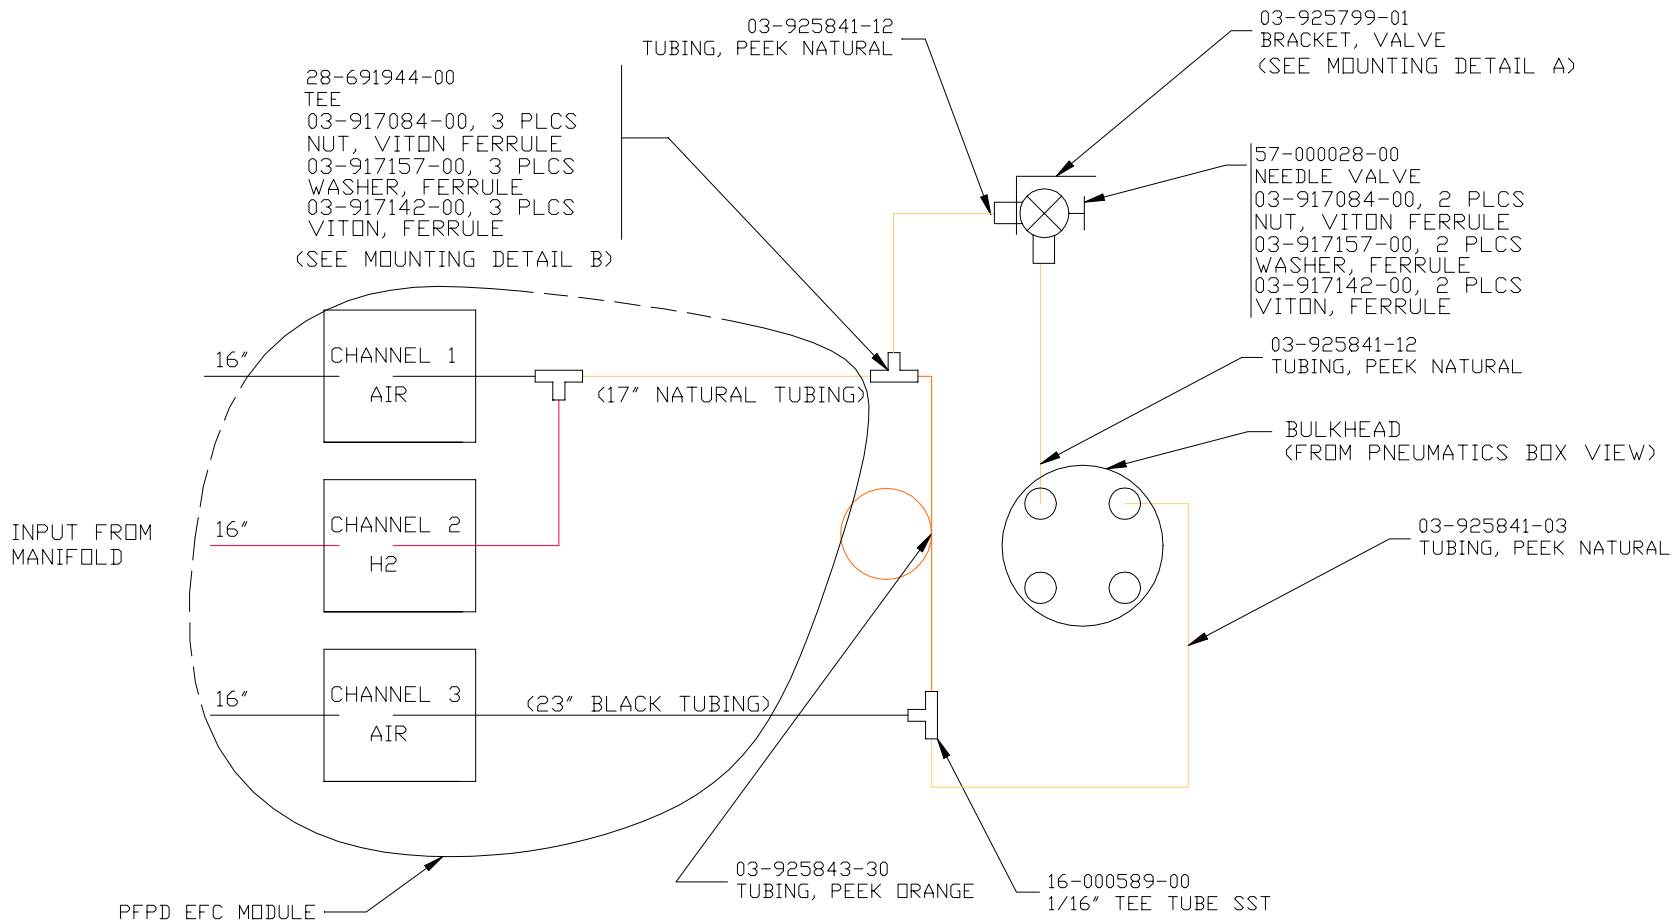 03-925841-12
TUBING, PEEK NATURAL
03-925799-01
BRACKET, VALVE
(SEE MOUNTING DETAIL A)
28-691944-00
TEE
03-917084-00, 3 PLCS
NUT, VITON FERRULE
03-917157-00, 3 PLCS
WASHER, FERRULE
03-917142-00, 3 PLCS
VITON, FERRULE
(SEE MOUNTING DETAIL B)
57-000028-00
NEEDLE VALVE
03-917084-00, 2 PLCS
NUT, VITON FERRULE
03-917157-00, 2 PLCS
WASHER, FERRULE
03-917142-00, 2 PLCS
VITON, FERRULE
03-925841-12
TUBING, PEEK NATURAL
16"
CHANNEL 1
AIR
(17" NATURAL TUBING)
BULKHEAD
(FROM PNEUMATICS BOX VIEW)
INPUT FROM
MANIFOLD
16"
CHANNEL 2
H2
03-925841-03
TUBING, PEEK NATURAL
16"
CHANNEL 3
AIR
(23" BLACK TUBING)
03-925843-30
TUBING, PEEK ORANGE
16-000589-00
1/16" TEE TUBE SST
PFPD EFC MODULE